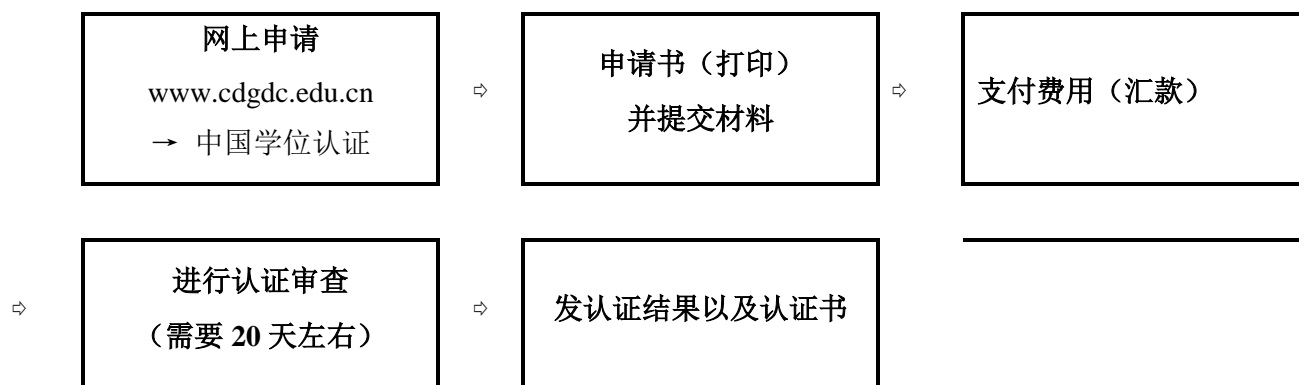 网上申请
www.cdgdc.edu.cn
→ 中国学位认证
⇨
申请书（打印）
并提交材料
⇨
支付费用（汇款）
⇨
进行认证审查
（需要 20 天左右）
⇨
发认证结果以及认证书